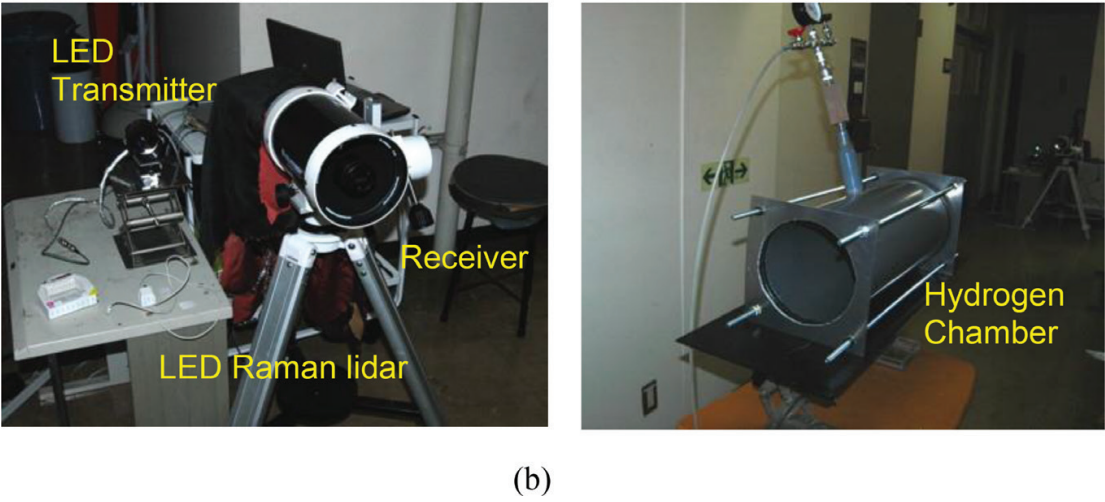 LED
Transmitter
Receiver
LED Raman lidar
Hydrogen
Chamber
(b)